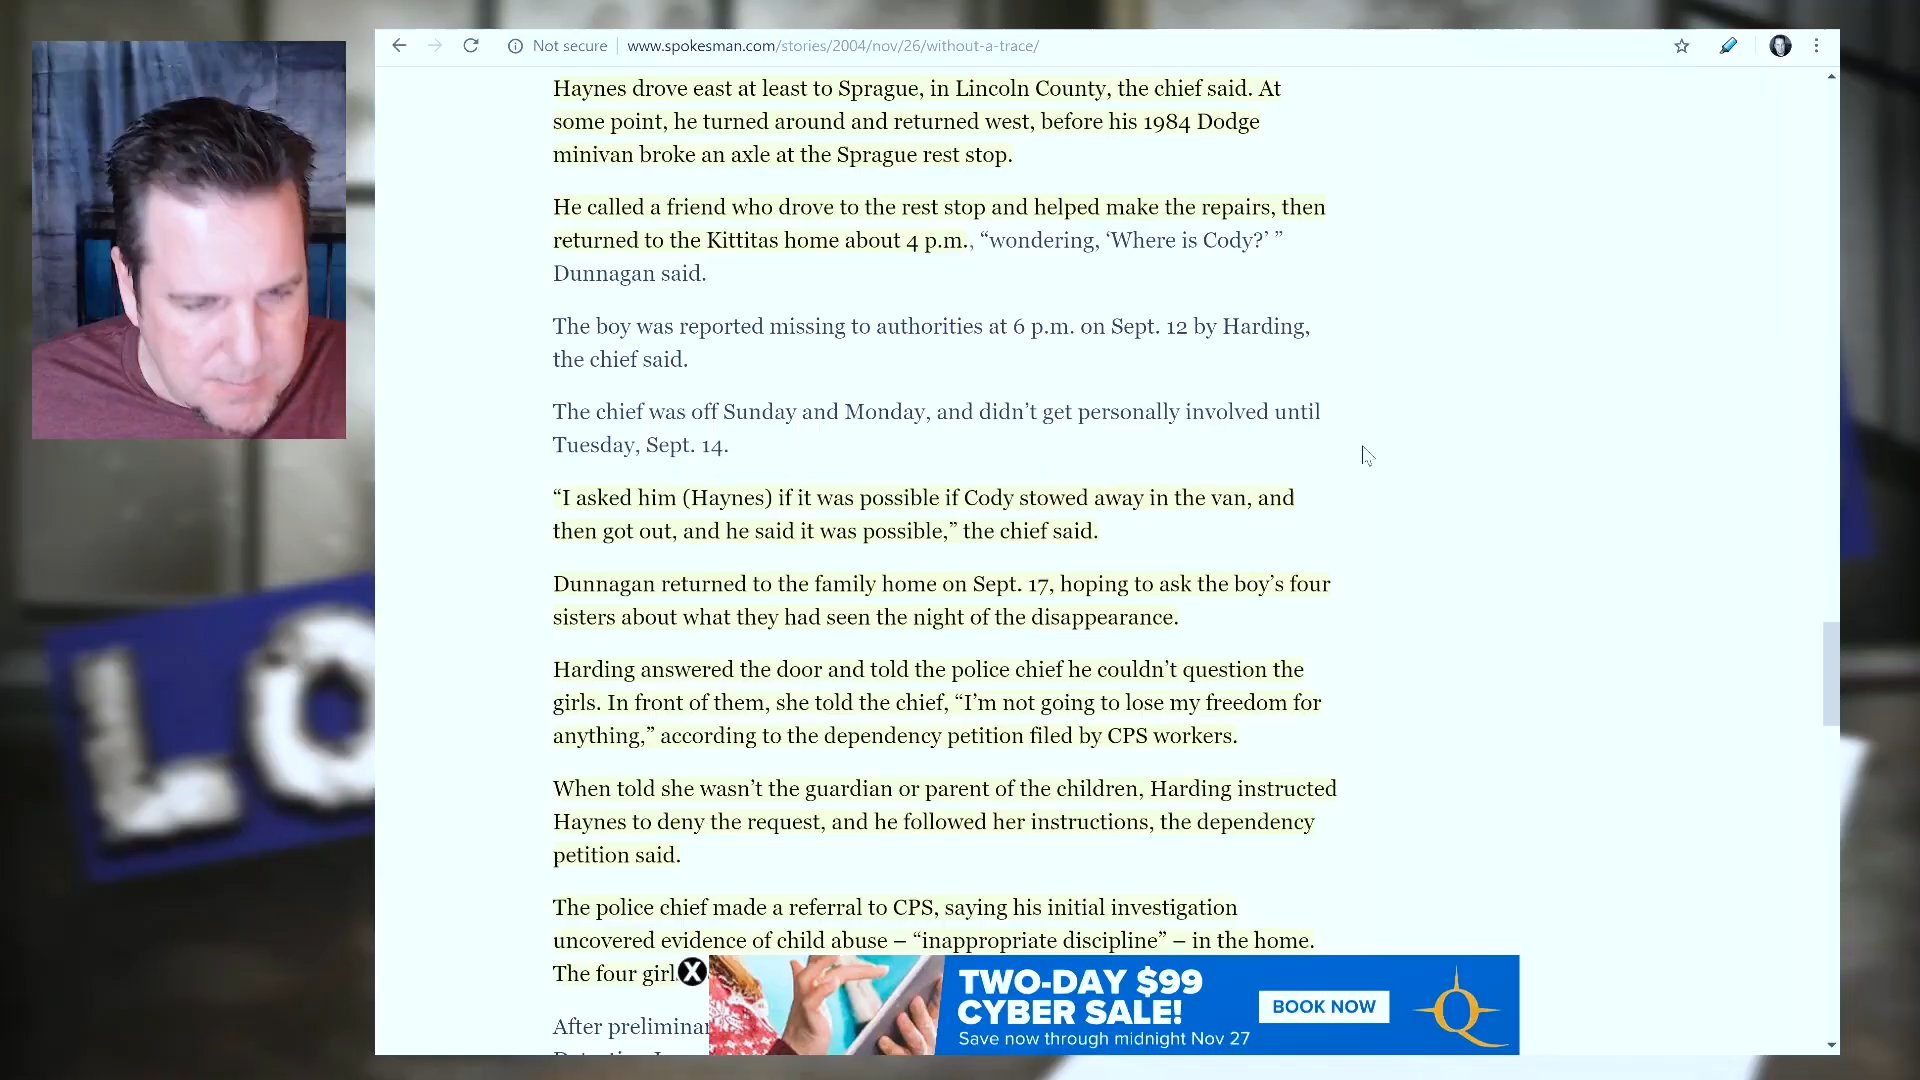 Not secure
www.spokesman.com/stories/2004/nov/26/without-a-trace/
Haynes drove east at least to Sprague, in Lincoln County, the chief said. At
some point, he turned around and returned west, before his 1984 Dodge
minivan broke an axle at the Sprague rest stop.
He called a friend who drove to the rest stop and helped make the repairs, then
returned to the Kittitas home about 4 p.m., “wondering, ‘Where is Cody?’ ”
Dunnagan said.
The boy was reported missing to authorities at 6 p.m. on Sept. 12 by Harding,
the chief said.
The chief was off Sunday and Monday, and didn’t get personally involved until
Tuesday, Sept. 14.
“I asked him (Haynes) if it was possible if Cody stowed away in the van, and
then got out, and he said it was possible,” the chief said.
Dunnagan returned to the family home on Sept. 17, hoping to ask the boy’s four
sisters about what they had seen the night of the disappearance.
Harding answered the door and told the police chief he couldn’t question the
girls. In front of them, she told the chief, “I’m not going to lose my freedom for
anything,” according to the dependency petition filed by CPS workers.
When told she wasn’t the guardian or parent of the children, Harding instructed
Haynes to deny the request, and he followed her instructions, the dependency
petition said.
The police chief made a referral to CPS, saying his initial investigation
uncovered evidence of child abuse – “inappropriate discipline” – in the home.
The four girl
After preliminar
X
TWO-DAY $99
CYBER SALE!
Save now through midnight Nov 27
BOOK NOW
Q
LO